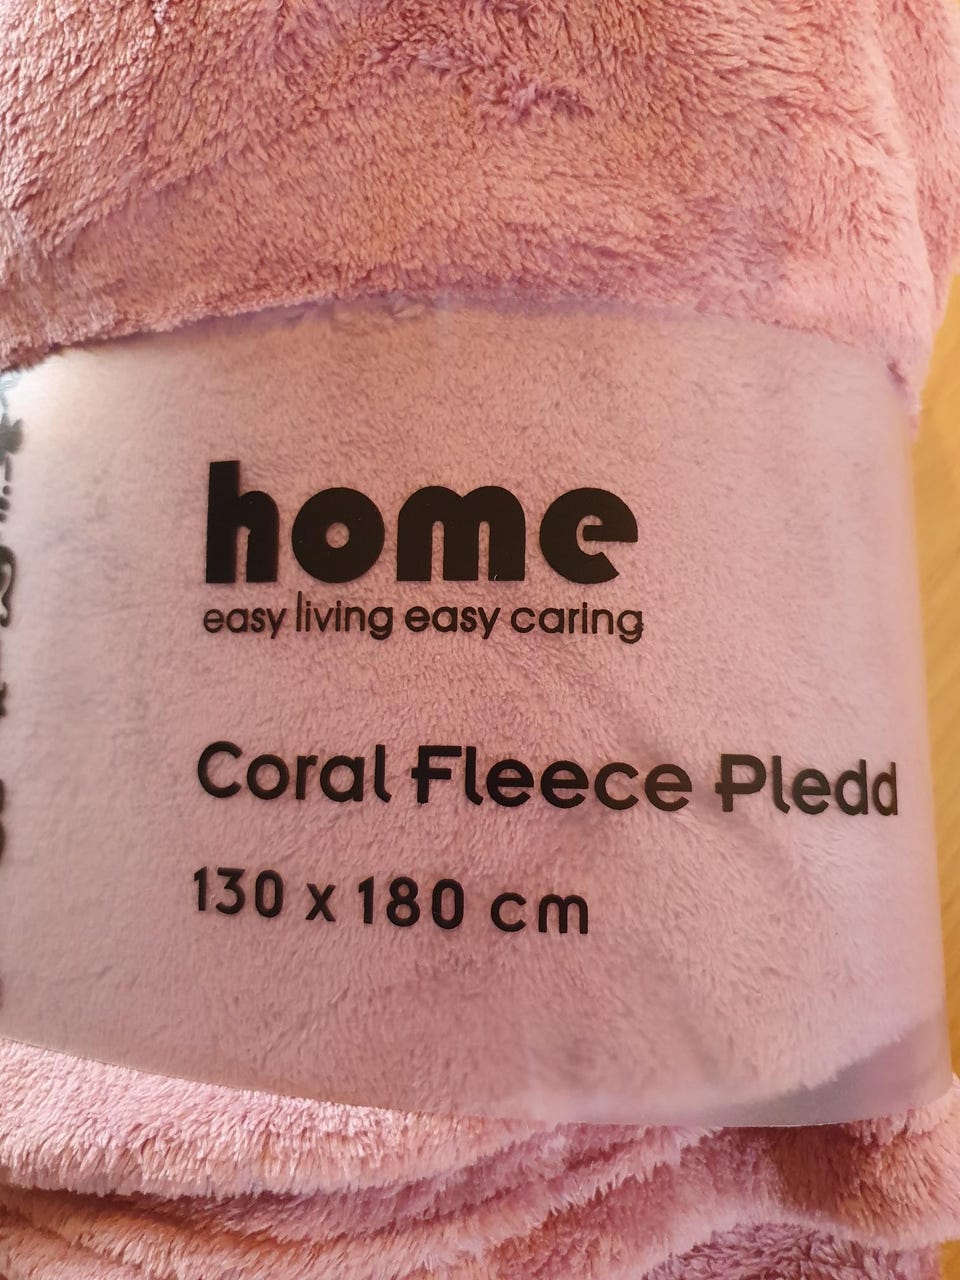 home
easy living easy caring
Coral Fleece Pledd
130 x 180 cm